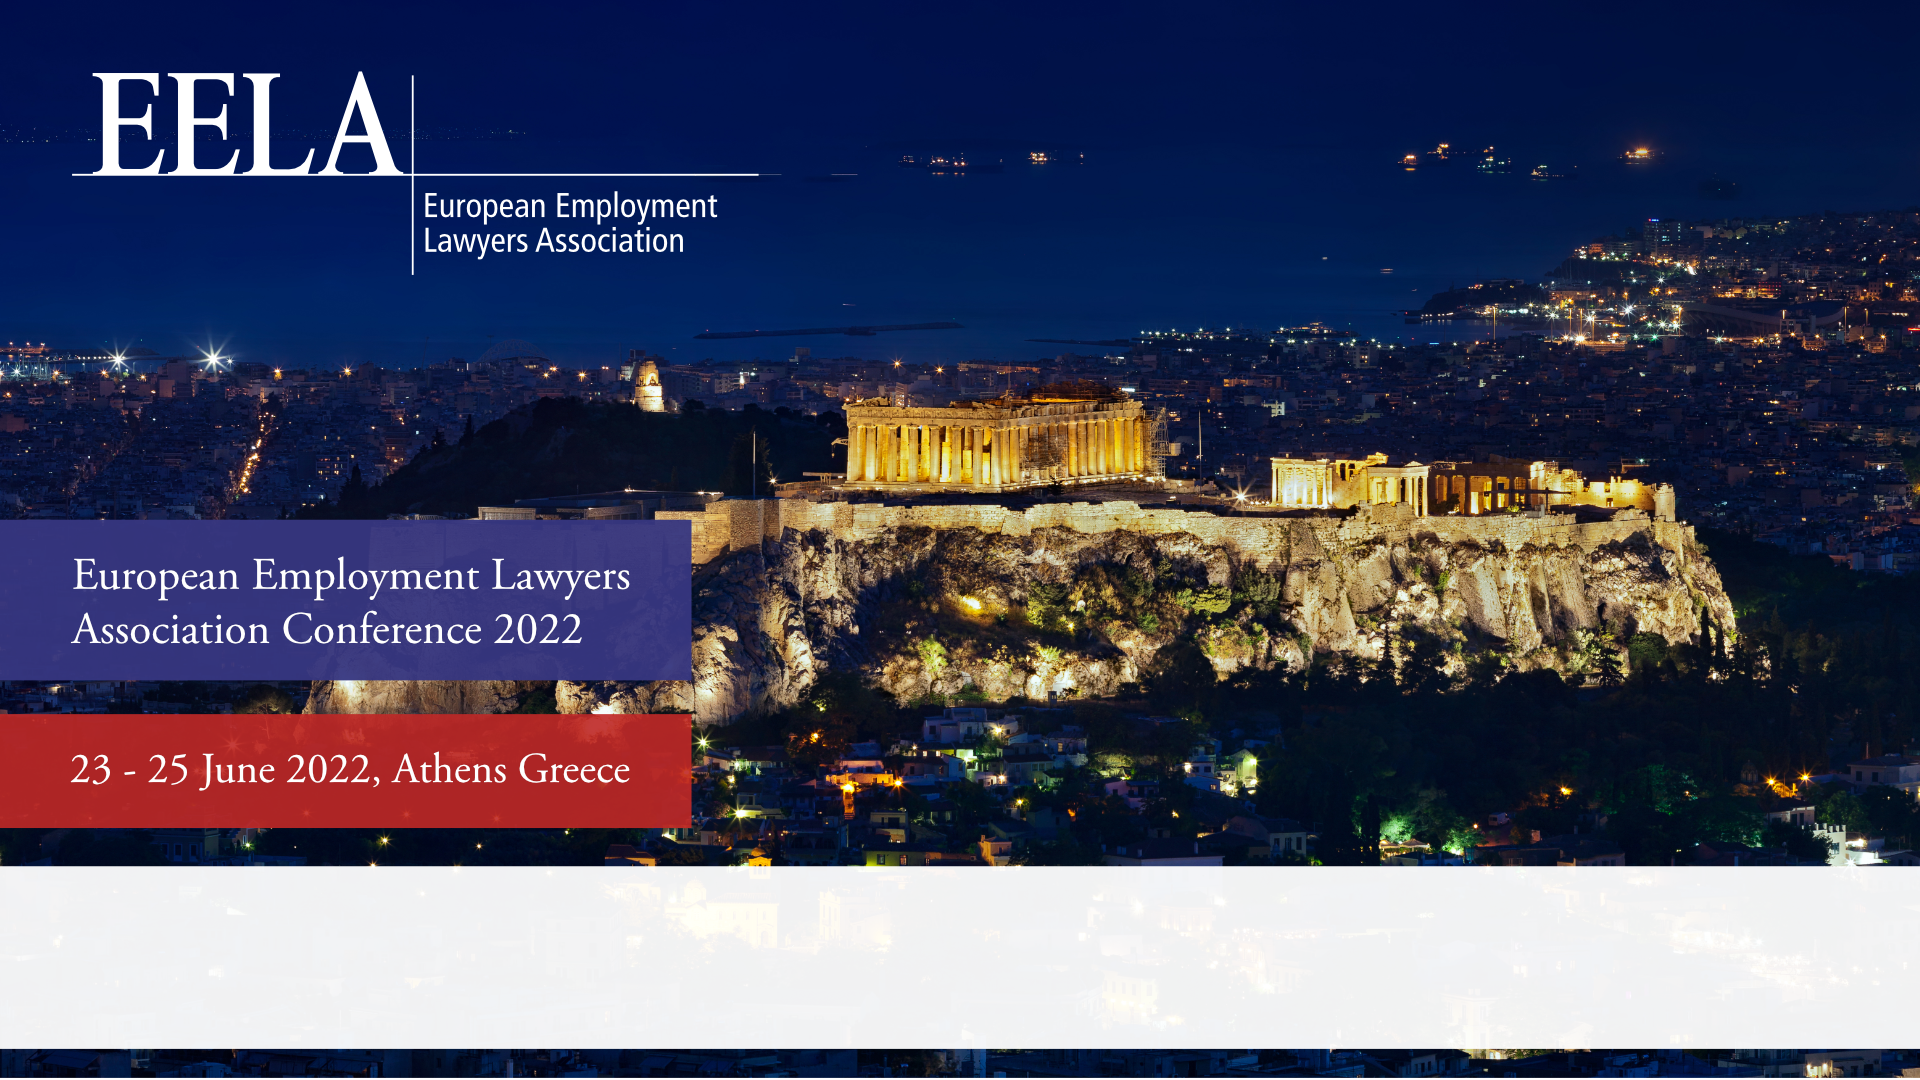 EELA
European Employment
Lawyers Association
European Employment Lawyers
Association Conference 2022
23 - 25 June 2022, Athens Greece